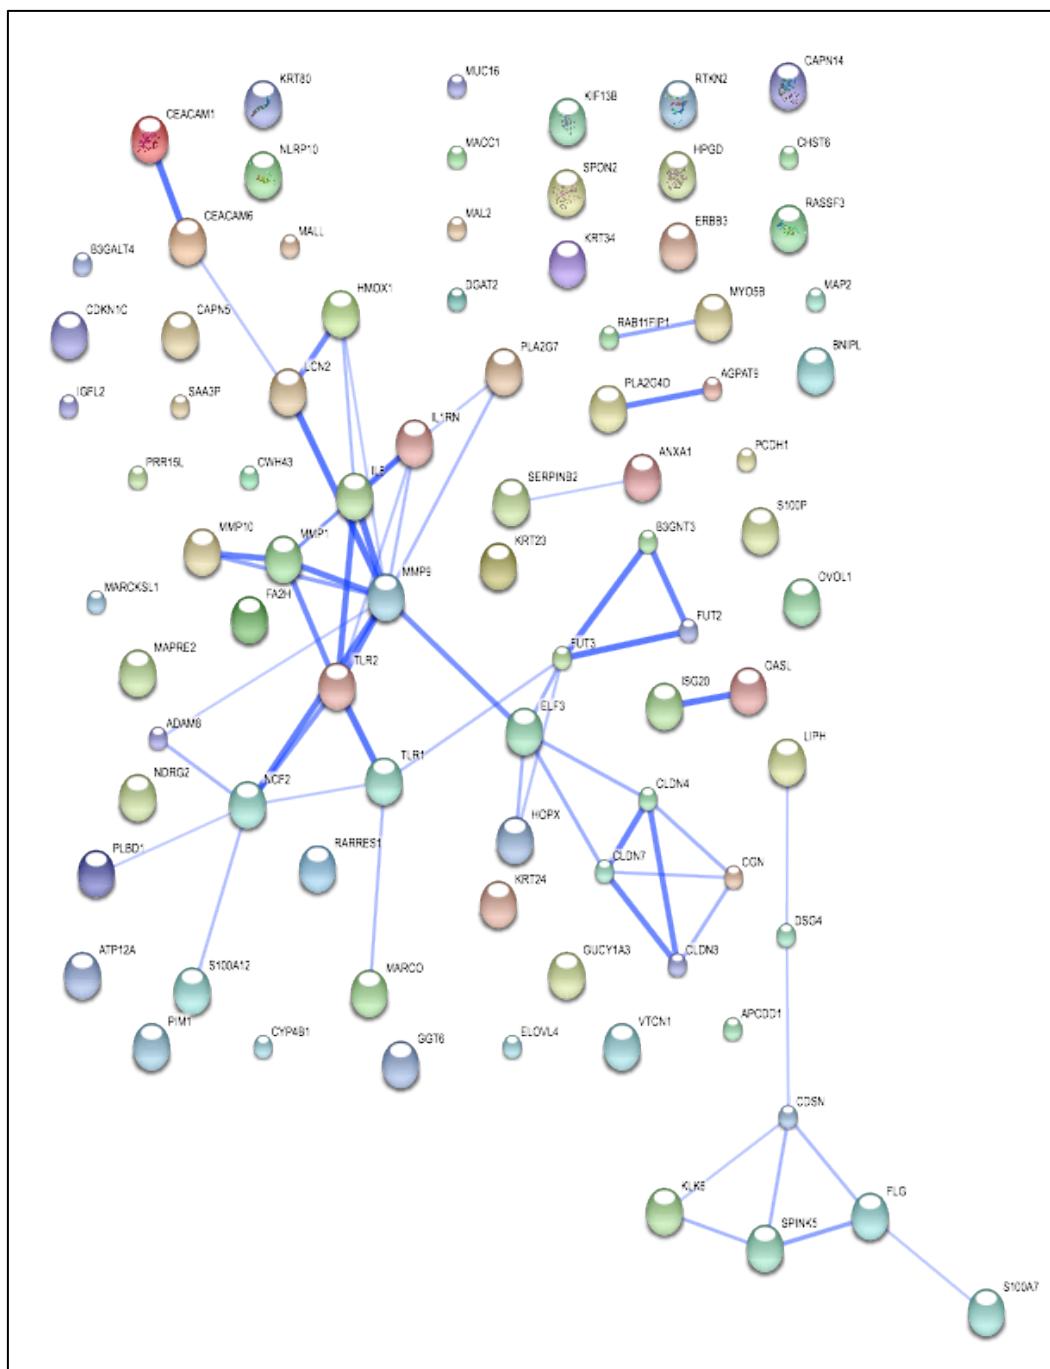 MUC16
CAPN14
KRT80
RTKN2
KIF13B
CEACAM1
NLRP10
MACC1
HPGD
CHST6
SPON2
RASSF3
CEACAM6
MALL
MAL2
ERBB3
B3GALT4
KRT34
HMOX1
DGAT2
MYO5B
MAP2
CDKN1C
CAPN5
RAB11FIP1
BNIPL
PLA2G7
LCN2
PLA2G4D
AGPAT9
IGFL2
SAA3P
IL1RN
PCDH1
ANXA1
PRR15L
CWH43
IL8
SERPINB2
S100P
MMP10
MMP1
B3GNT3
KRT23
MMP9
OVOL1
MARCKSL1
FA2H
FUT2
FUT3
MAPRE2
TLR2
ISG20
OASL
ELF3
ADAM8
LIPH
TLR1
NDRG2
NCF2
CLDN4
HOPX
PLBD1
RARRES1
CLDN7
CGN
KRT24
DSG4
ATP12A
S100A12
MARCO
GUCY1A3
CLDN3
PIM1
CYP4B1
GGT6
ELOVL4
VTCN1
APCDD1
CDSN
KLK6
FLG
SPINK5
S100A7